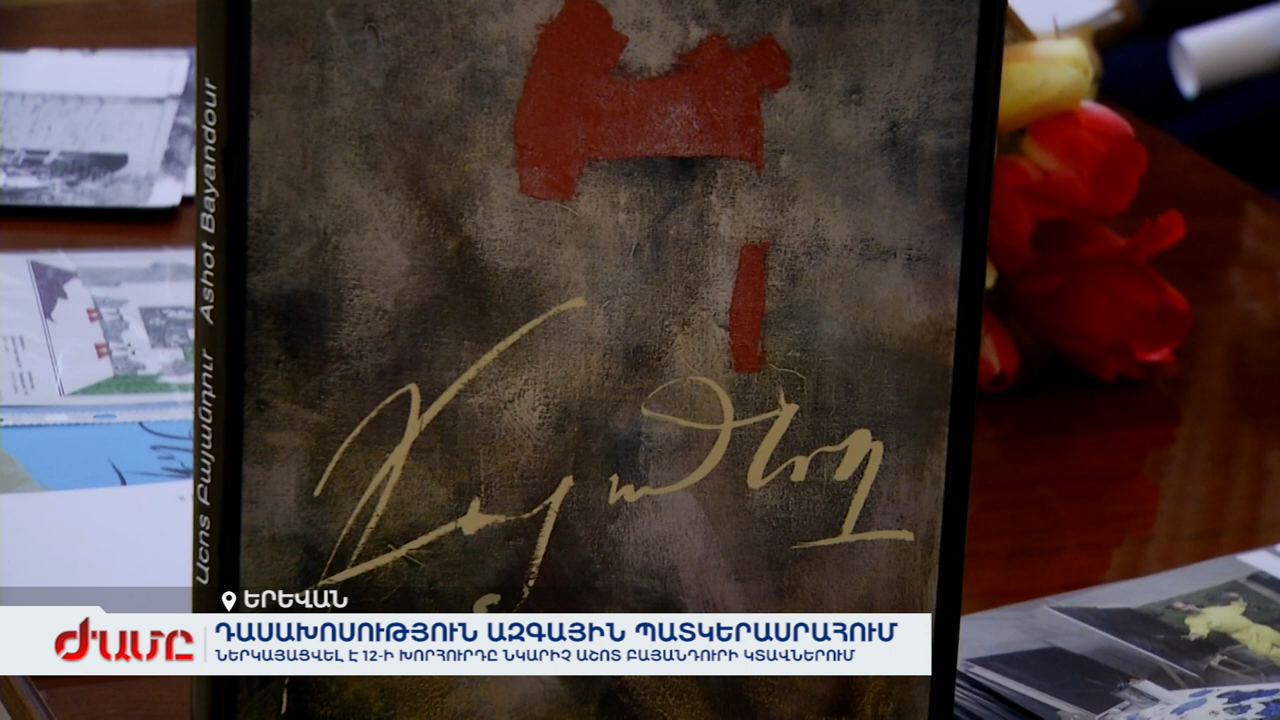 Աշոտ Բայանդուր Ashot Bayandour
ԵՐԵՎԱՆ
ԺԱՄԸ
ԴԱՍԱԽՈՍՈՒԹՅՈՒՆ ԱԶԳԱՅԻՆ ՊԱՏԿԵՐԱՍՐԱՀՈՒՄ
ՆԵՐԿԱՅԱՑՎԵԼ Է 12-Ի ԽՈՐՀՈՒՐԴԸ ՆԿԱՐԻՉ ԱՇՈՏ ԲԱՅԱՆԴՈՒՐԻ ԿՏԱՎՆԵՐՈՒՄ